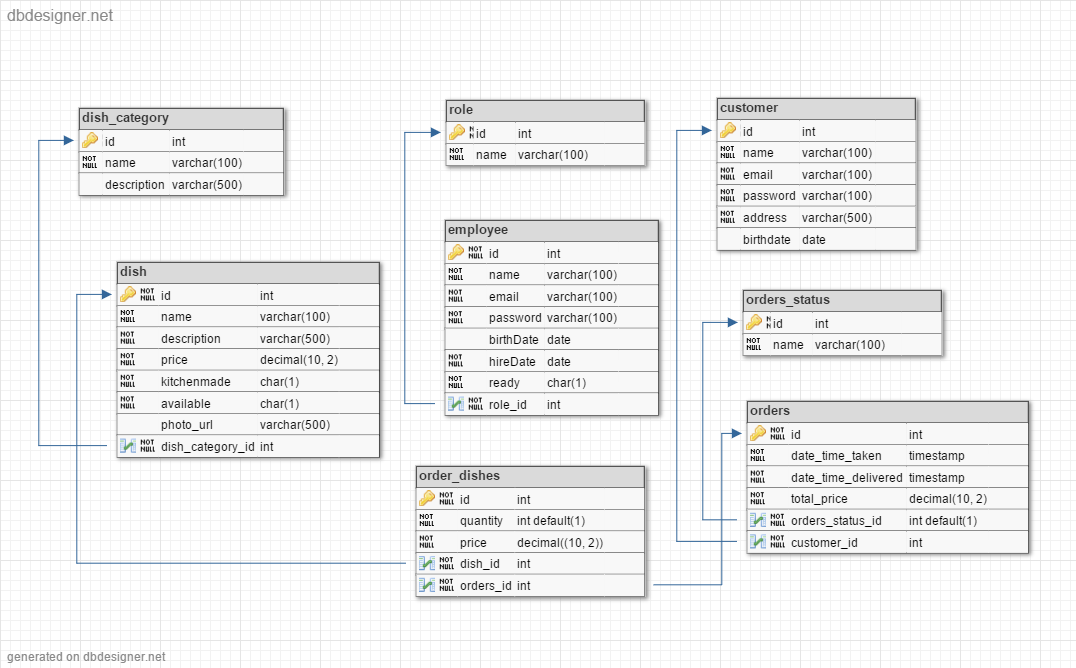 dbdesigner.net
dish_category
id int
NOT NULL name varchar(100)
description varchar(500)
role
N N id int
NOT NULL name varchar(100)
customer
id int
NOT NULL name varchar(100)
NOT NULL email varchar(100)
NOT NULL password varchar(100)
NOT NULL address varchar(500)
birthdate date
employee
NOT NULL id int
NOT NULL name varchar(100)
NOT NULL email varchar(100)
NOT NULL password varchar(100)
birthDate date
NOT NULL hireDate date
NOT NULL ready char(1)
NOT NULL role_id int
dish
NOT NULL id int
NOT NULL name varchar(100)
NOT NULL description varchar(500)
NOT NULL price decimal(10, 2)
NOT NULL kitchenmade char(1)
NOT NULL available char(1)
photo_url varchar(500)
NOT NULL dish_category_id int
orders_status
N N id int
NOT NULL name varchar(100)
orders
NOT NULL id int
NOT NULL date_time_taken timestamp
NOT NULL date_time_delivered timestamp
NOT NULL total_price decimal(10, 2)
NOT NULL orders_status_id int default(1)
NOT NULL customer_id int
order_dishes
NOT NULL id int
NOT NULL quantity int default(1)
NOT NULL price decimal((10, 2))
NOT NULL dish_id int
NOT NULL orders_id int
generated on dbdesigner.net